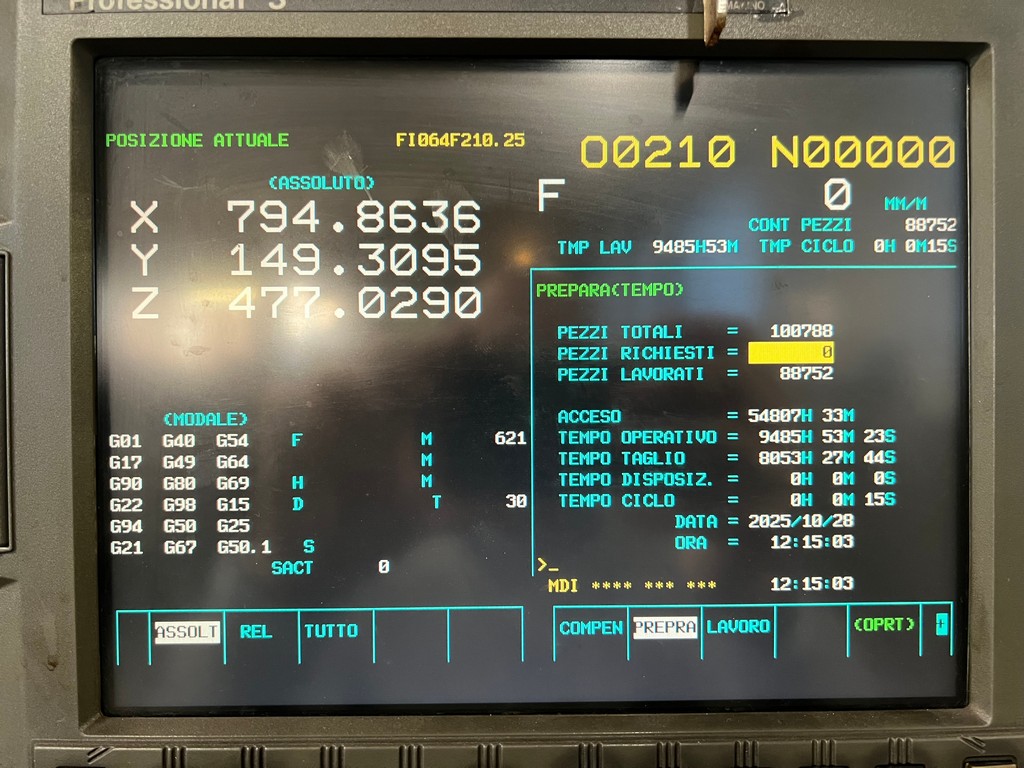 Professional 3
POSIZIONE ATTUALE FI064F210.25
O0210 N00000
(ASSOLUTO)
X 794.8636
Y 149.3095
Z 477.0290
F 0 MM/M
CONT PEZZI 88752
TMP LAV 9485H53M TMP CICLO 0H 0M15S
PREPARA(TEMPO)
PEZZI TOTALI = 100788
PEZZI RICHIESTI = 0
PEZZI LAVORATI = 88752
ACCESO = 54807H 33M
TEMPO OPERATIVO = 9485H 53M 23S
TEMPO TAGLIO = 8053H 27M 44S
TEMPO DISPOSIZ. = 0H 0M 0S
TEMPO CICLO = 0H 0M 15S
DATA = 2025/10/28
ORA = 12:15:03
(MODALE)
G01 G40 G54 F M 621
G17 G49 G64 M
G90 G80 G69 H M
G22 G98 G15 D T 30
G94 G50 G25
G21 G67 G50.1 S
SACT 0
>_
MDI **** *** *** 12:15:03
ASSOLT REL TUTTO
COMPEN PREPRA LAVORO (OPRT) +